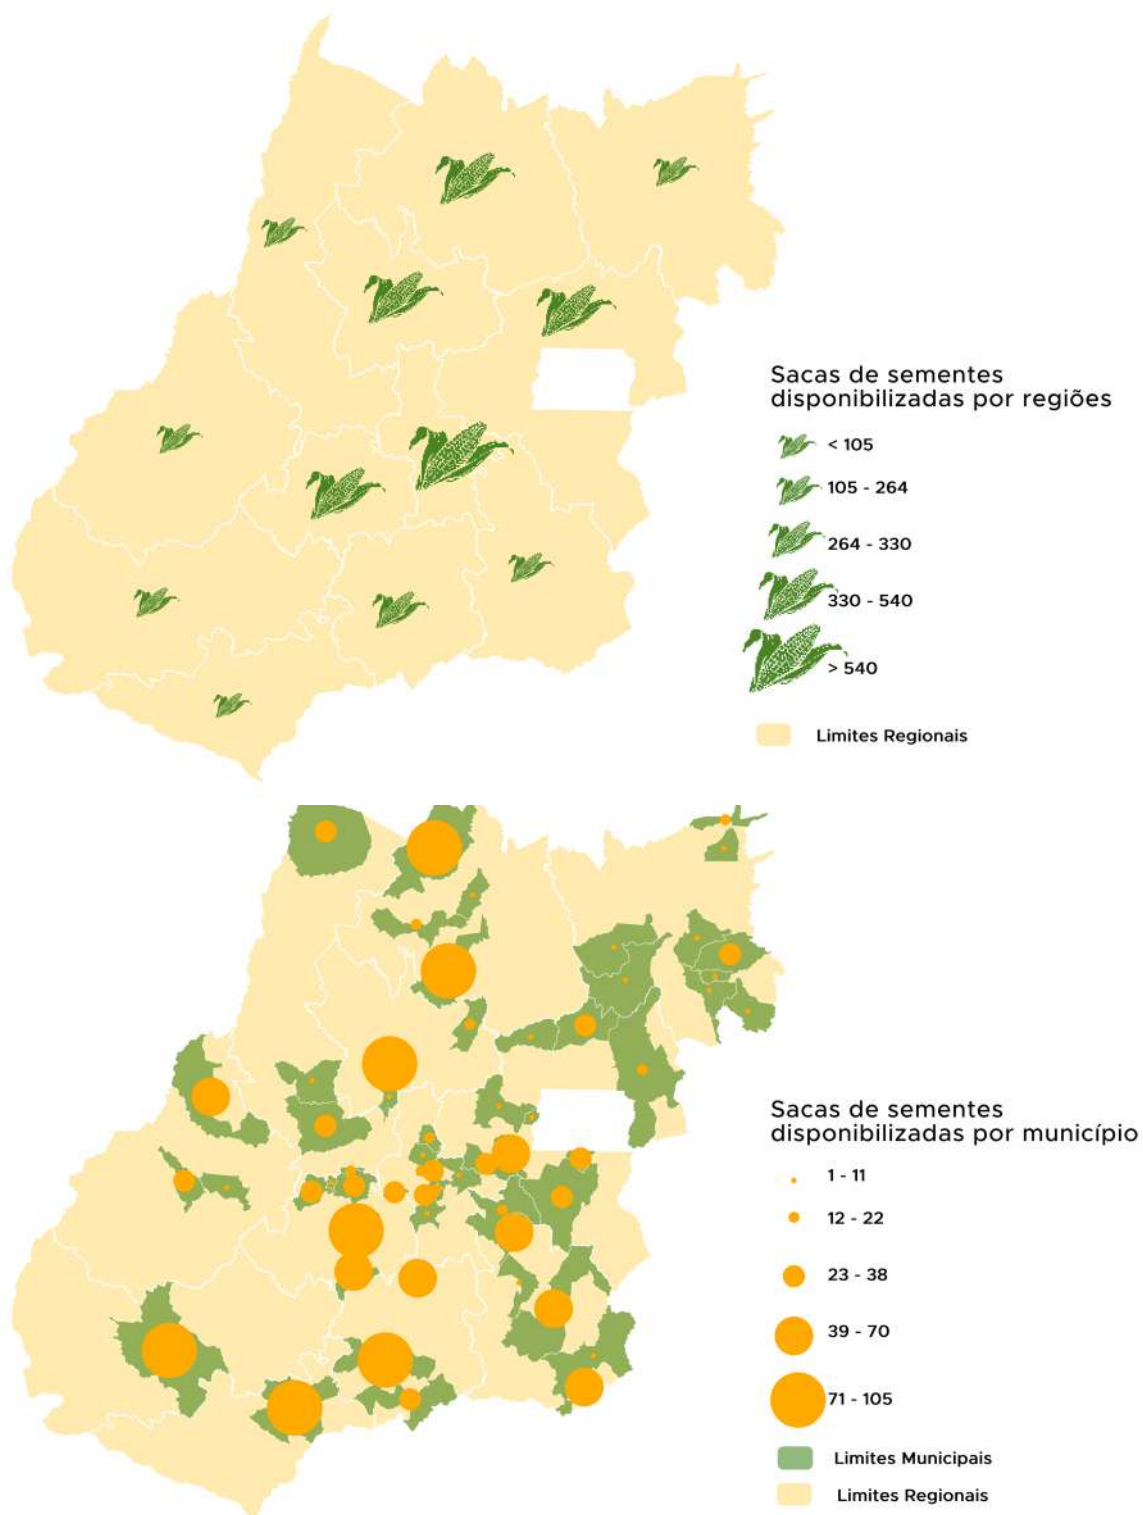 Sacas de sementes
disponibilizadas por regiões
< 105
105 - 264
264 - 330
330 - 540
> 540
Limites Regionais
Sacas de sementes
disponibilizadas por município
1 - 11
12 - 22
23 - 38
39 - 70
71 - 105
Limites Municipais
Limites Regionais